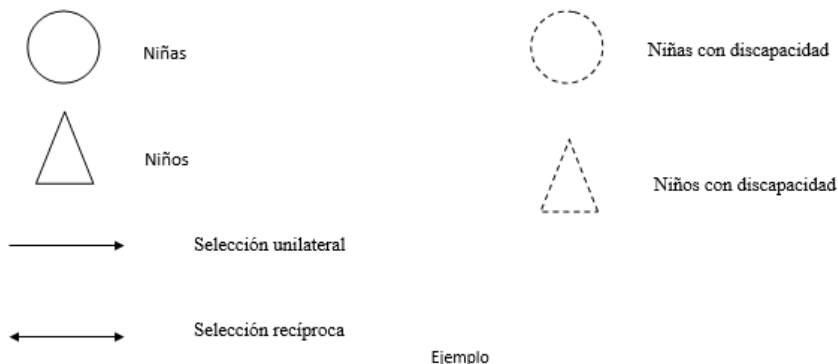 Niñas
Niñas con discapacidad
Niños
Niños con discapacidad
Selección unilateral
Selección recíproca
Ejemplo